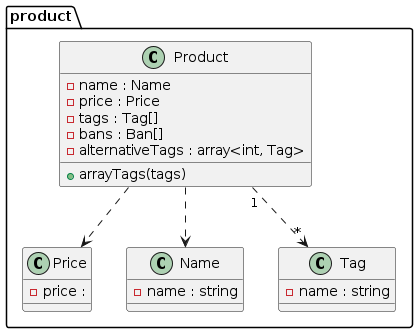 product
C Product
name : Name
price : Price
tags : Tag[]
bans : Ban[]
alternativeTags : array<int, Tag>
arrayTags(tags)
1
*
C Price
price :
C Name
name : string
C Tag
name : string